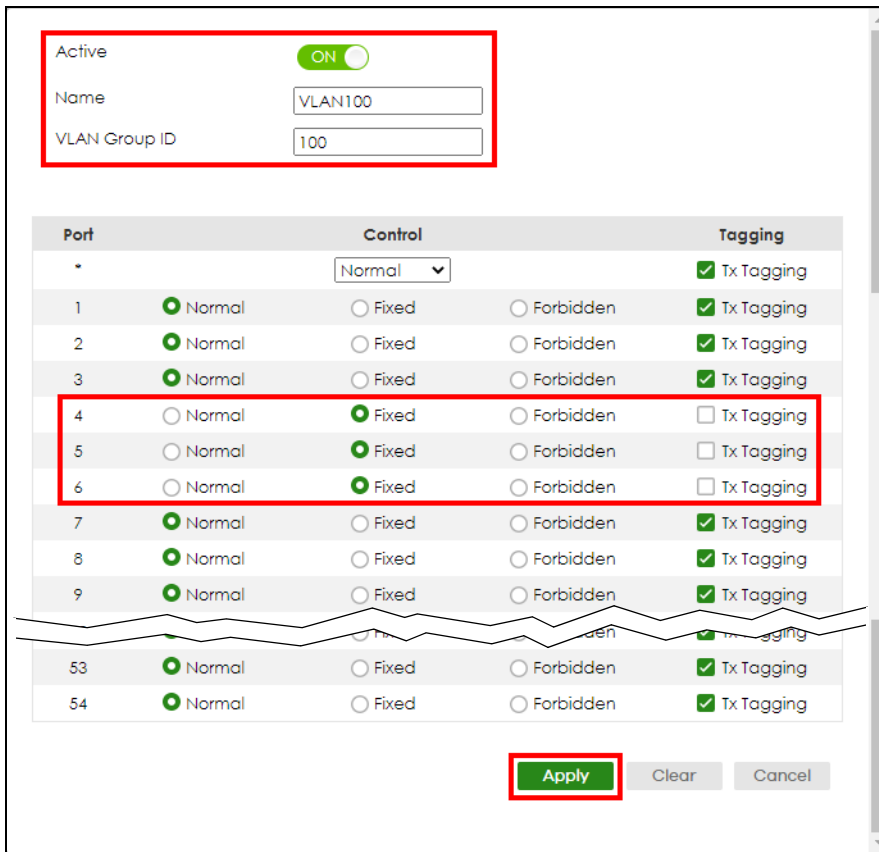 Active ON
Name VLAN100
VLAN Group ID 100
Port Control Tagging
* Normal Tx Tagging
1 Normal Fixed Forbidden Tx Tagging
2 Normal Fixed Forbidden Tx Tagging
3 Normal Fixed Forbidden Tx Tagging
4 Normal Fixed Forbidden Tx Tagging
5 Normal Fixed Forbidden Tx Tagging
6 Normal Fixed Forbidden Tx Tagging
7 Normal Fixed Forbidden Tx Tagging
8 Normal Fixed Forbidden Tx Tagging
9 Normal Fixed Forbidden Tx Tagging
53 Normal Fixed Forbidden Tx Tagging
54 Normal Fixed Forbidden Tx Tagging
Apply Clear Cancel